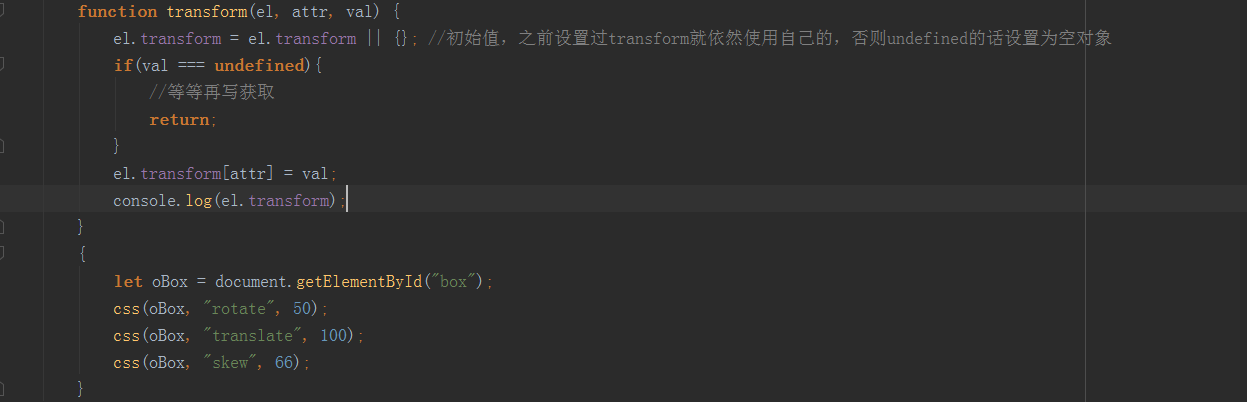 function transform(el, attr, val) {
el.transform = el.transform || {}; //初始值，之前设置过transform就依然使用自己的，否则undefined的话设置为空对象
if(val === undefined){
//等等再写获取
return;
}
el.transform[attr] = val;
console.log(el.transform);
}
{
let oBox = document.getElementById("box");
css(oBox, "rotate", 50);
css(oBox, "translate", 100);
css(oBox, "skew", 66);
}